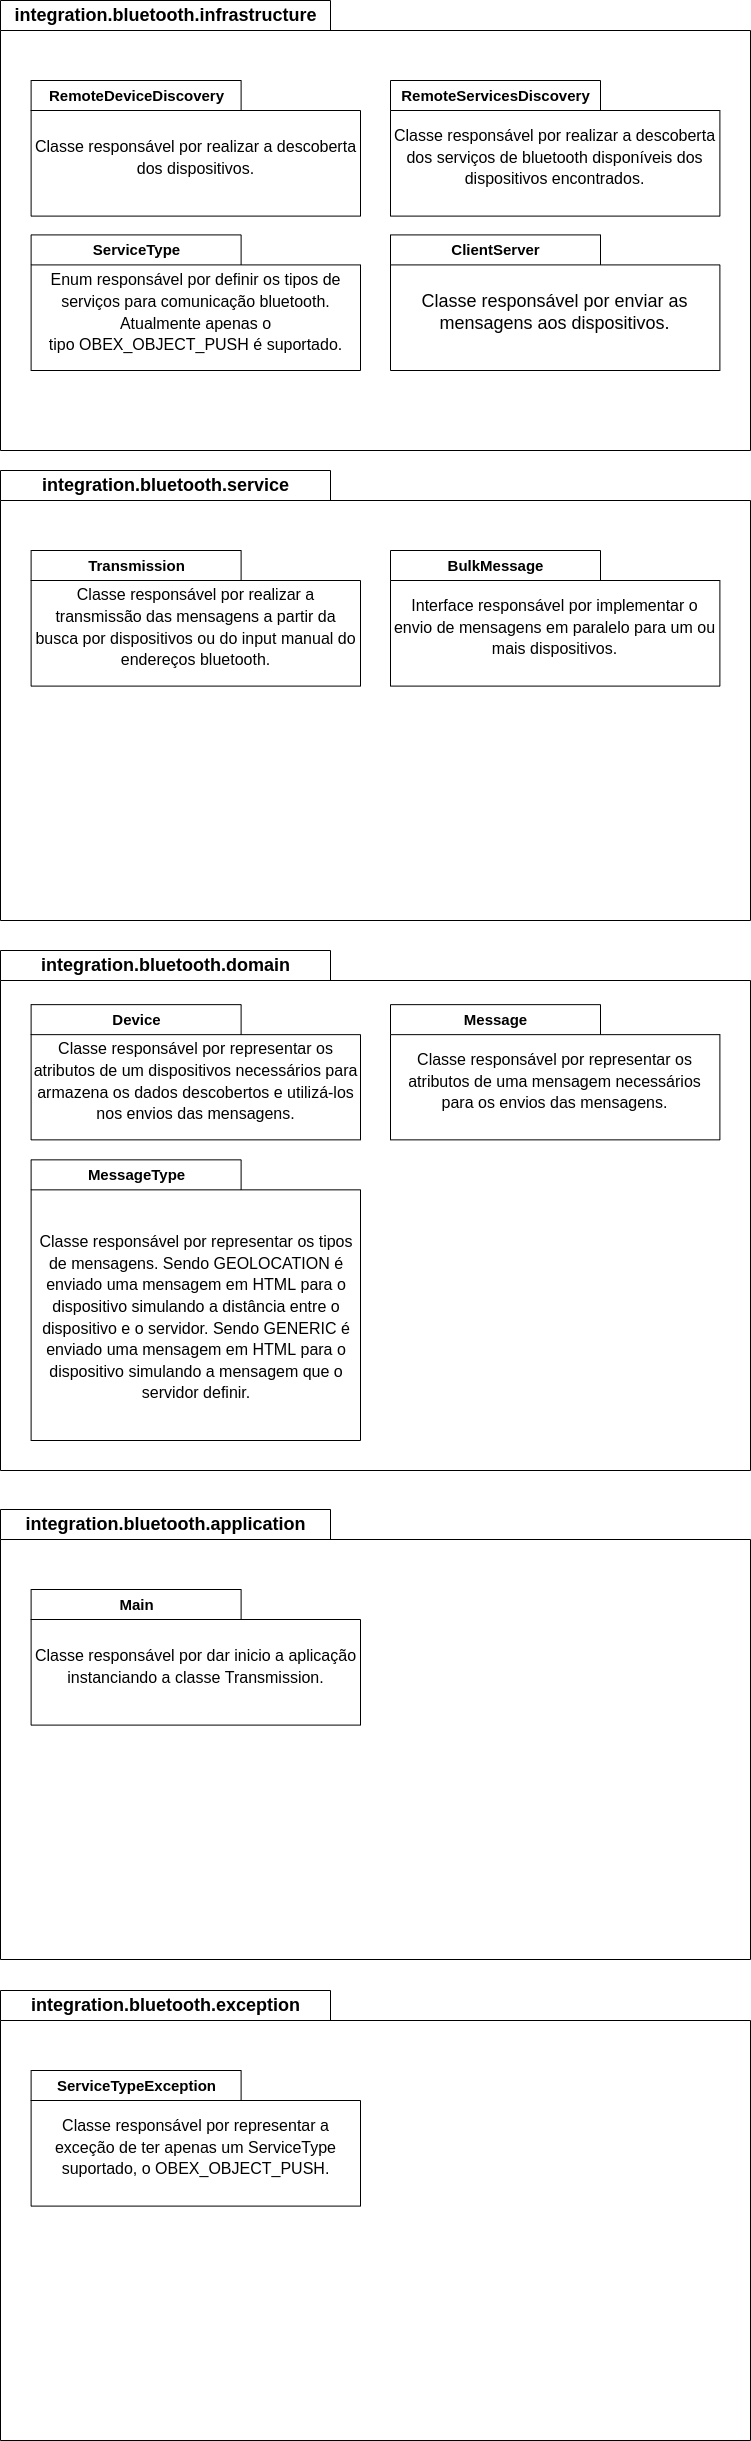 integration.bluetooth.infrastructure
RemoteDeviceDiscovery
Classe responsável por realizar a descoberta
dos dispositivos.
RemoteServicesDiscovery
Classe responsável por realizar a descoberta
dos serviços de bluetooth disponíveis dos
dispositivos encontrados.
ServiceType
Enum responsável por definir os tipos de
serviços para comunicação bluetooth.
Atualmente apenas o
tipo OBEX_OBJECT_PUSH é suportado.
ClientServer
Classe responsável por enviar as
mensagens aos dispositivos.
integration.bluetooth.service
Transmission
Classe responsável por realizar a
transmissão das mensagens a partir da
busca por dispositivos ou do input manual do
endereços bluetooth.
BulkMessage
Interface responsável por implementar o
envio de mensagens em paralelo para um ou
mais dispositivos.
integration.bluetooth.domain
Device
Classe responsável por representar os
atributos de um dispositivos necessários para
armazena os dados descobertos e utilizá-los
nos envios das mensagens.
Message
Classe responsável por representar os
atributos de uma mensagem necessários
para os envios das mensagens.
MessageType
Classe responsável por representar os tipos
de mensagens. Sendo GEOLOCATION é
enviado uma mensagem em HTML para o
dispositivo simulando a distância entre o
dispositivo e o servidor. Sendo GENERIC é
enviado uma mensagem em HTML para o
dispositivo simulando a mensagem que o
servidor definir.
integration.bluetooth.application
Main
Classe responsável por dar inicio a aplicação
instanciando a classe Transmission.
integration.bluetooth.exception
ServiceTypeException
Classe responsável por representar a
exceção de ter apenas um ServiceType
suportado, o OBEX_OBJECT_PUSH.